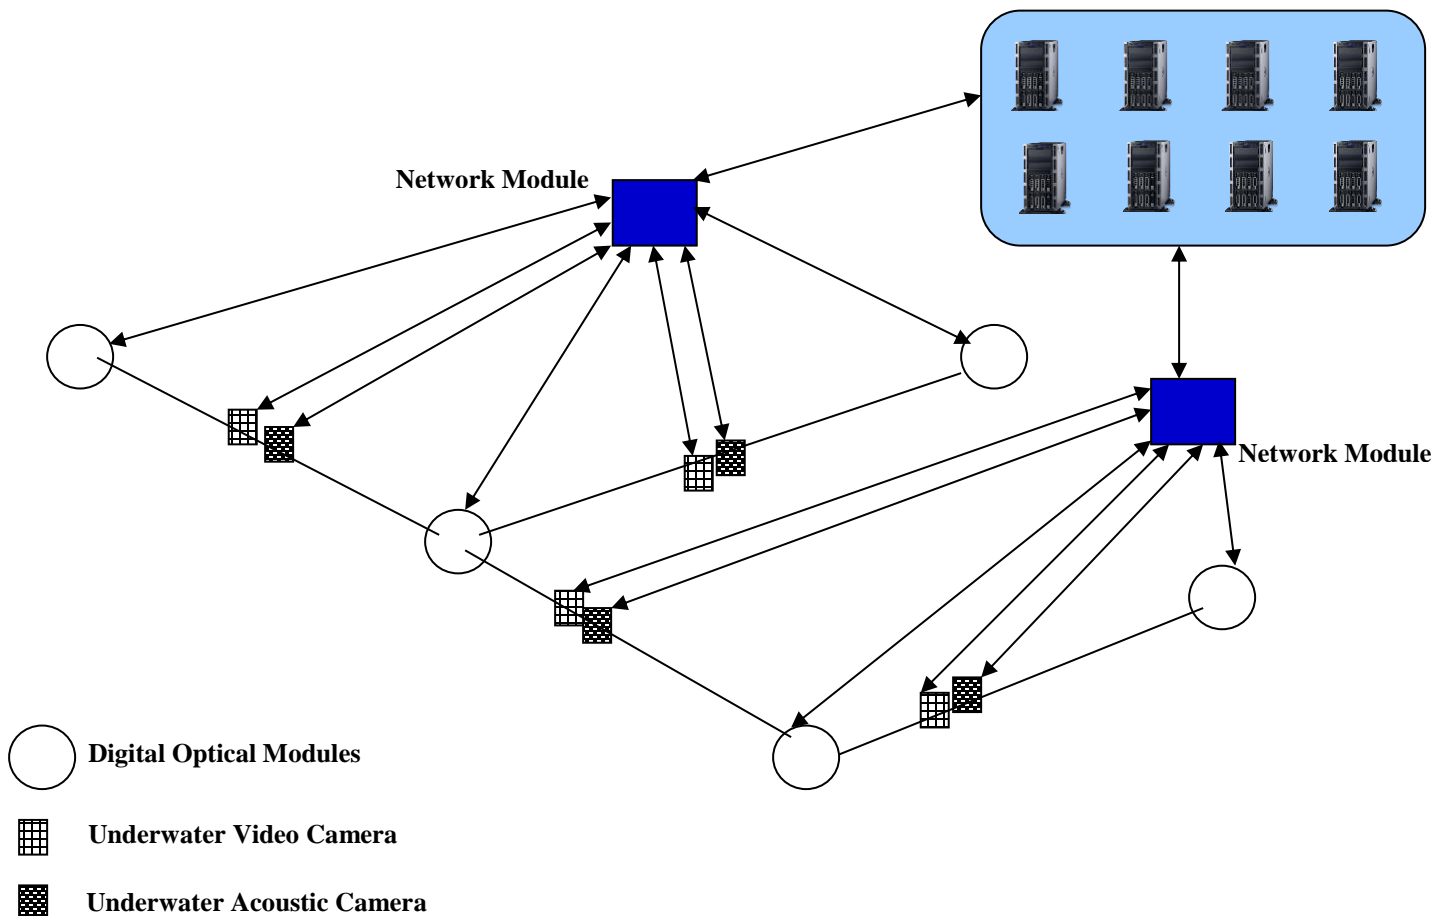 Network Module
Network Module
Digital Optical Modules
Underwater Video Camera
Underwater Acoustic Camera